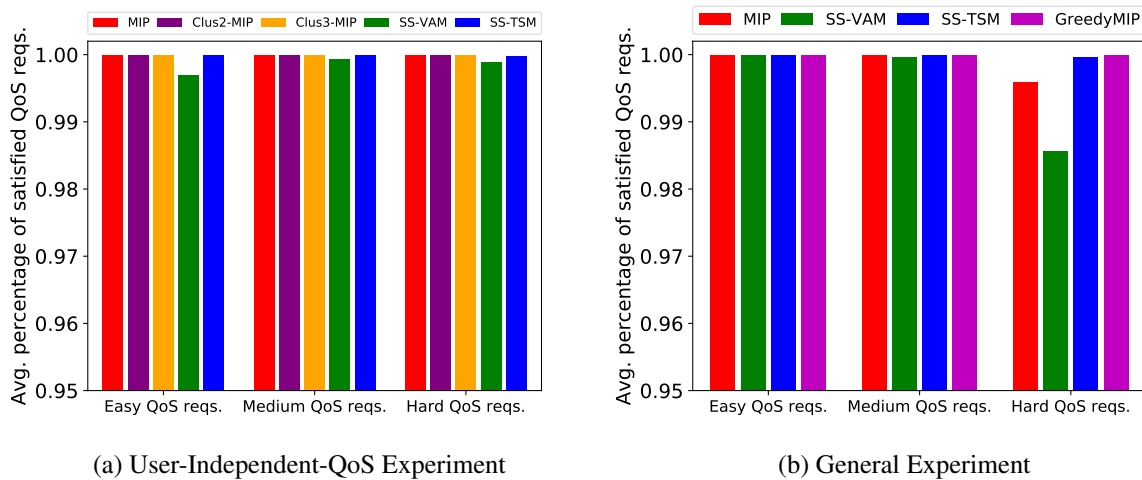 MIP Clus2-MIP Clus3-MIP SS-VAM SS-TSM
Avg. percentage of satisfied QoS reqs.
1.00
0.99
0.98
0.97
0.96
0.95
Easy QoS reqs. Medium QoS reqs. Hard QoS reqs.
(a) User-Independent-QoS Experiment
MIP SS-VAM SS-TSM GreedyMIP
Avg. percentage of satisfied QoS reqs.
1.00
0.99
0.98
0.97
0.96
0.95
Easy QoS reqs. Medium QoS reqs. Hard QoS reqs.
(b) General Experiment